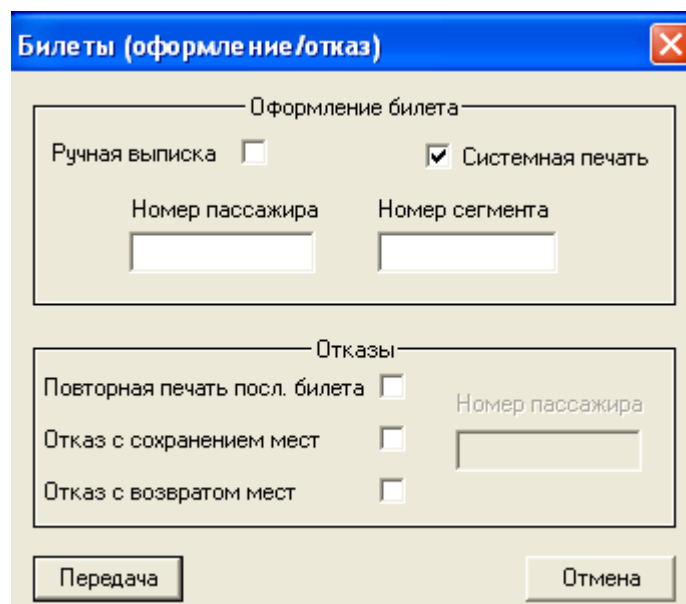 Билеты (оформление/отказ)
Оформление билета
Ручная выписка
Системная печать
Номер пассажира
Номер сегмента
Отказы
Повторная печать посл. билета
Номер пассажира
Отказ с сохранением мест
Отказ с возвратом мест
Передача
Отмена